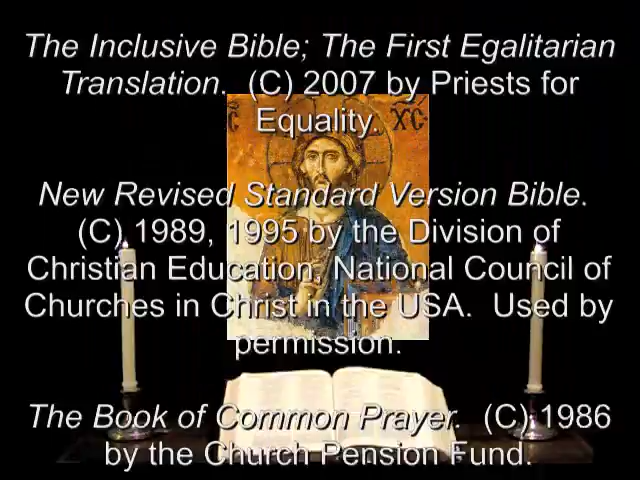 The Inclusive Bible; The First Egalitarian
Translation. (C) 2007 by Priests for
Equality.
New Revised Standard Version Bible.
(C) 1989, 1995 by the Division of
Christian Education, National Council of
Churches in Christ in the USA. Used by
permission.
The Book of Common Prayer. (C) 1986
by the Church Pension Fund.